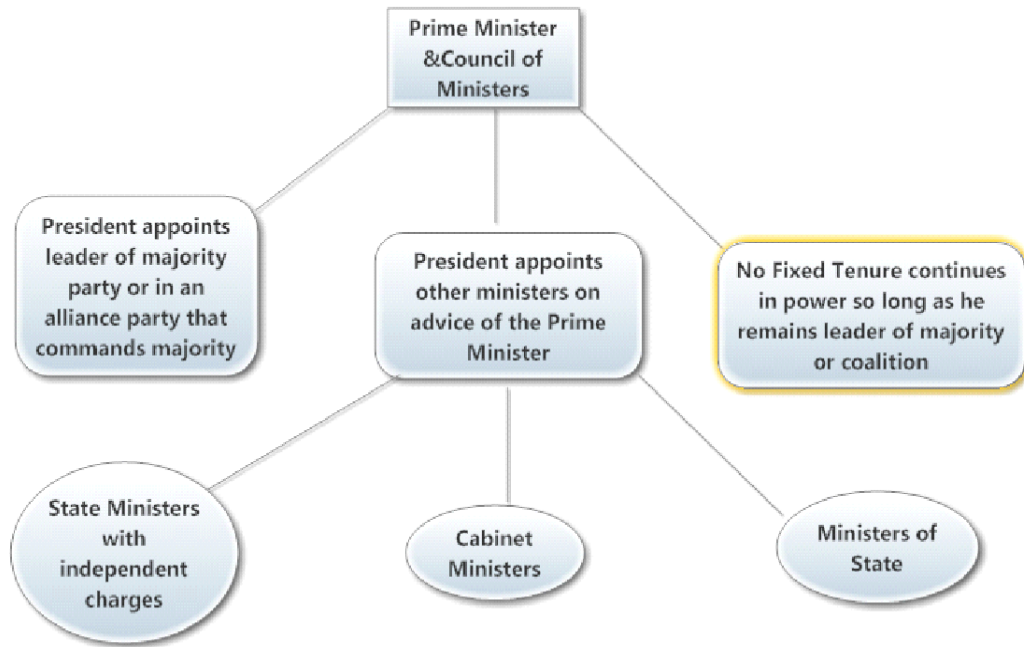 Prime Minister
&Council of
Ministers
President appoints
leader of majority
party or in an
alliance party that
commands majority
President appoints
other ministers on
advice of the Prime
Minister
No Fixed Tenure continues
in power so long as he
remains leader of majority
or coalition
State Ministers
with
independent
charges
Cabinet
Ministers
Ministers of
State